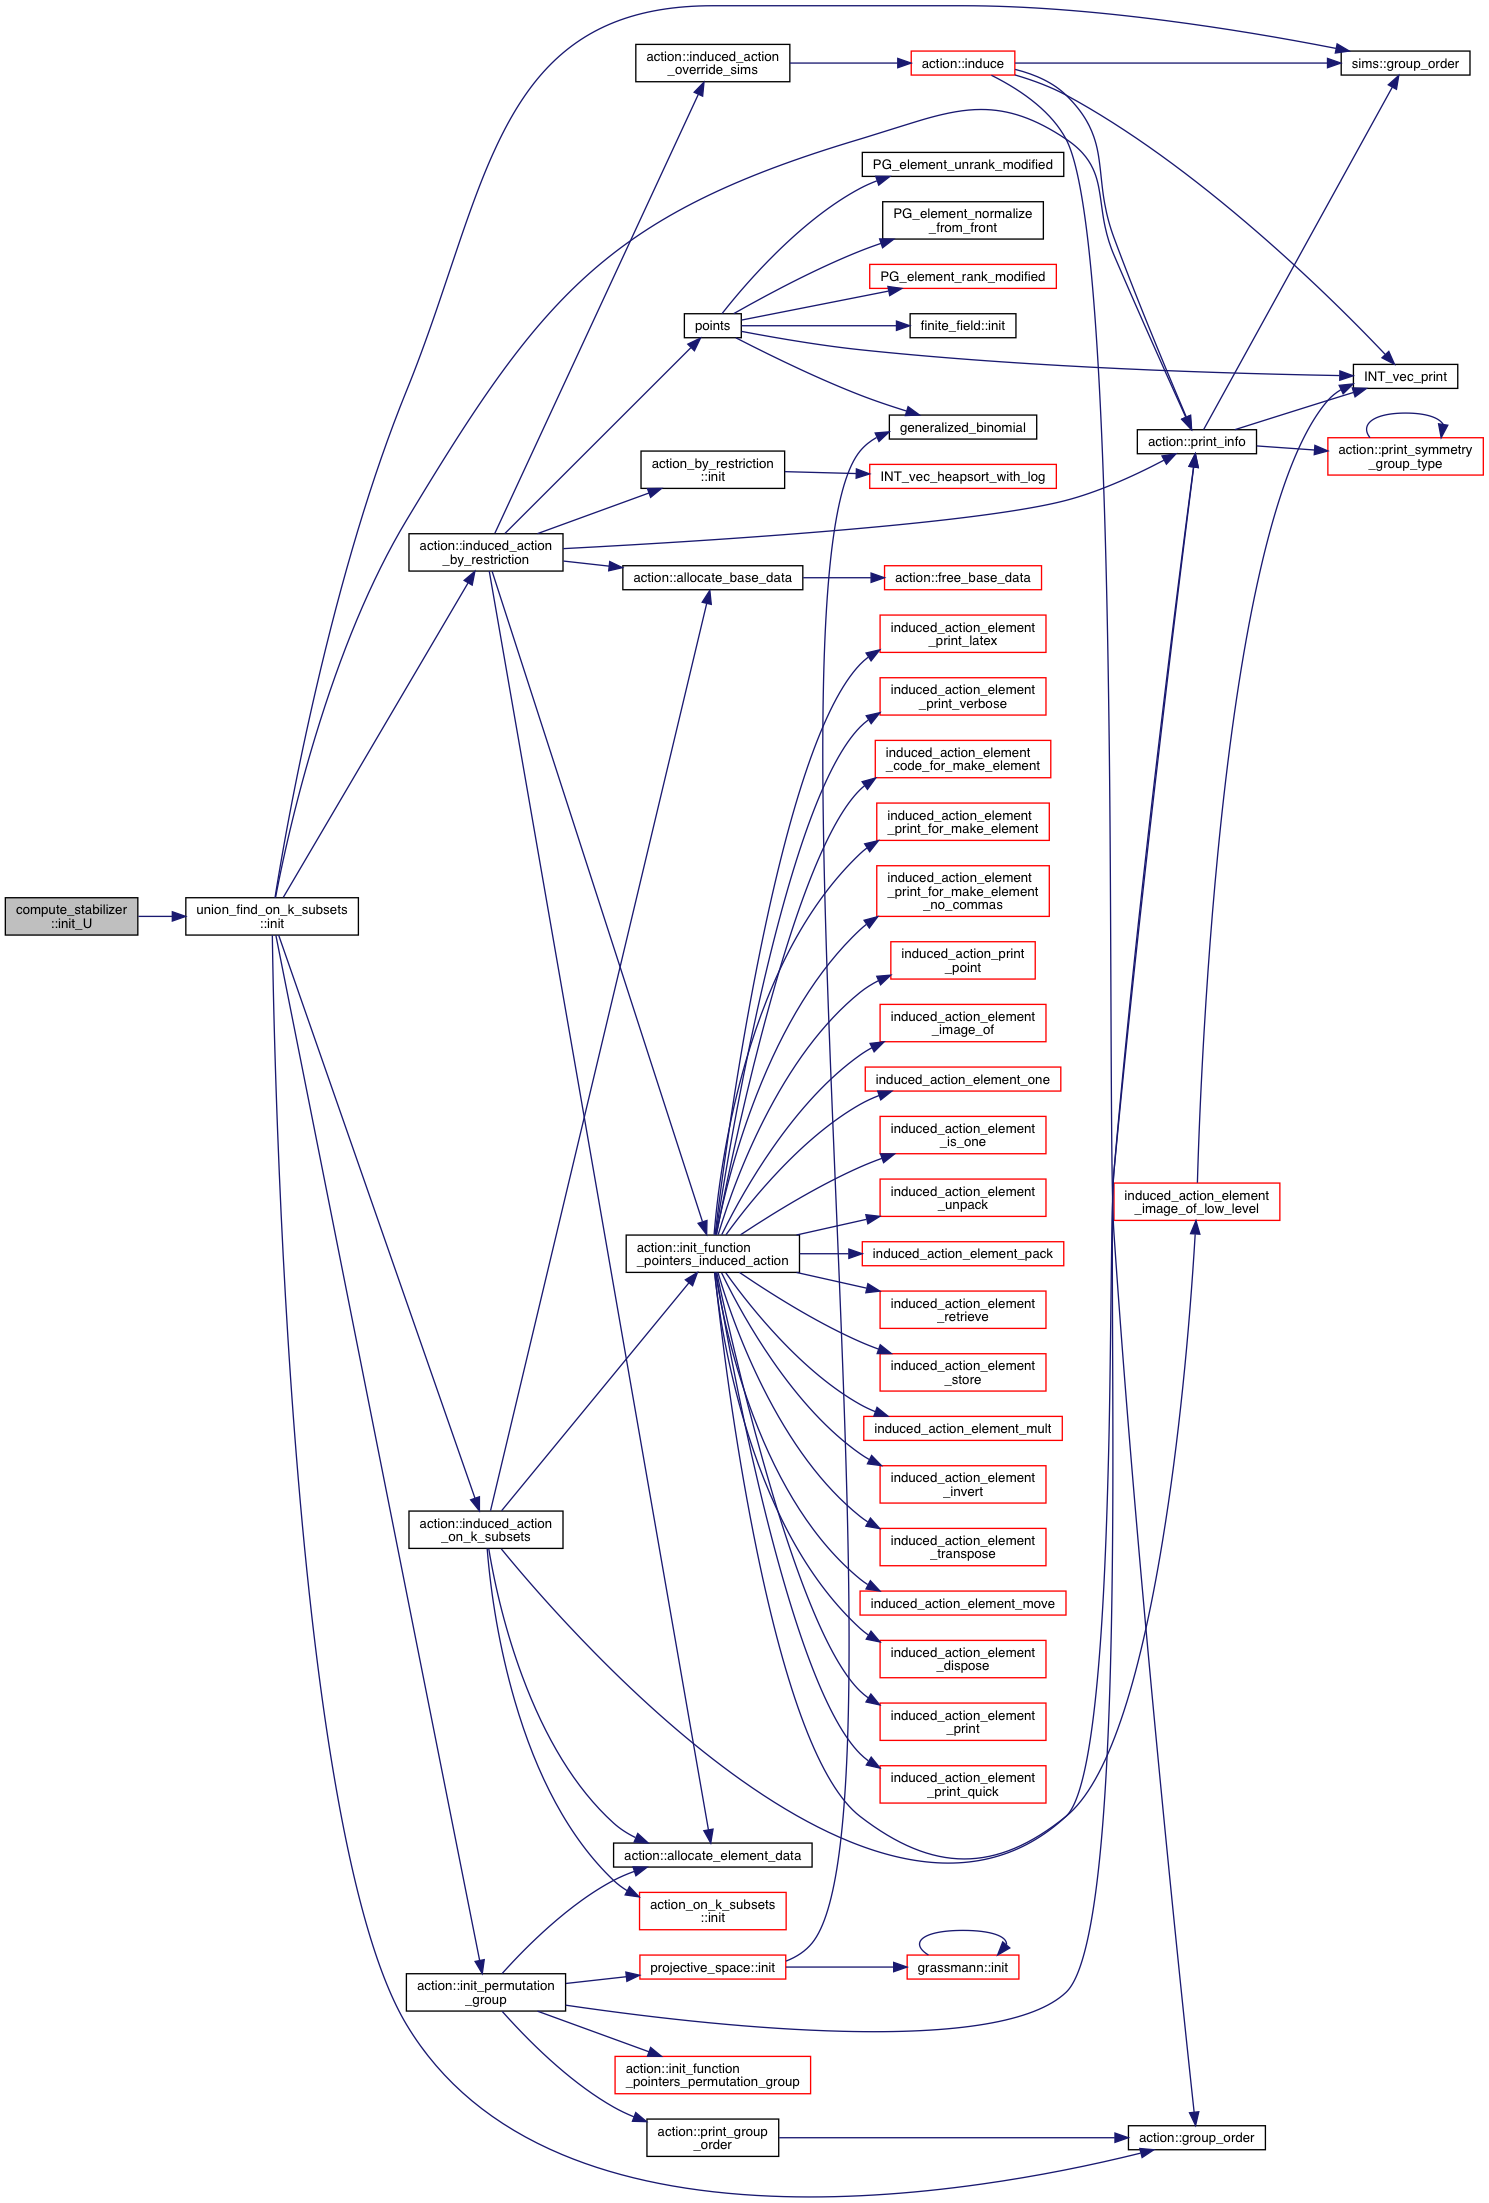 compute_stabilizer
::init_U
union_find_on_k_subsets
::init
action::induced_action
_by_restriction
action::induced_action
_on_k_subsets
action::init_permutation
_group
action::induced_action
_override_sims
points
action_by_restriction
::init
action::allocate_base_data
action::init_function
_pointers_induced_action
action::allocate_element_data
action_on_k_subsets
::init
projective_space::init
action::init_function
_pointers_permutation_group
action::print_group
_order
action::induce
PG_element_unrank_modified
PG_element_normalize
_from_front
PG_element_rank_modified
finite_field::init
generalized_binomial
INT_vec_heapsort_with_log
action::free_base_data
induced_action_element
_print_latex
induced_action_element
_print_verbose
induced_action_element
_code_for_make_element
induced_action_element
_print_for_make_element
induced_action_element
_print_for_make_element
_no_commas
induced_action_print
_point
induced_action_element
_image_of
induced_action_element_one
induced_action_element
_is_one
induced_action_element
_unpack
induced_action_element_pack
induced_action_element
_retrieve
induced_action_element
_store
induced_action_element_mult
induced_action_element
_invert
induced_action_element
_transpose
induced_action_element_move
induced_action_element
_dispose
induced_action_element
_print
induced_action_element
_print_quick
grassmann::init
action::print_info
induced_action_element
_image_of_low_level
action::group_order
sims::group_order
INT_vec_print
action::print_symmetry
_group_type